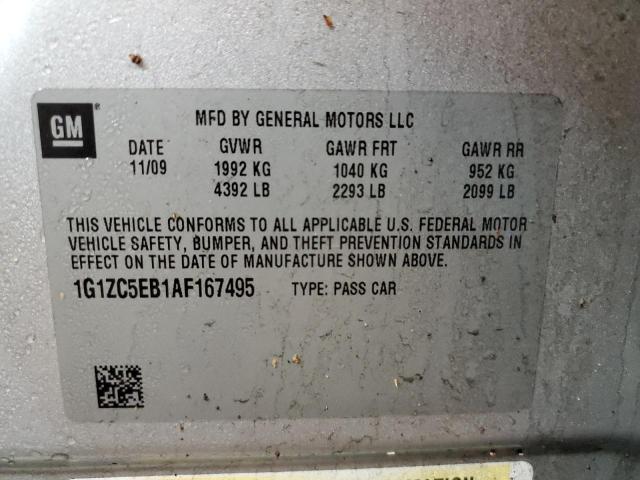 GM
MFD BY GENERAL MOTORS LLC
DATE GVWR GAWR FRT GAWR RR
11/09 1992 KG 1040 KG 952 KG
4392 LB 2293 LB 2099 LB
THIS VEHICLE CONFORMS TO ALL APPLICABLE U.S. FEDERAL MOTOR
VEHICLE SAFETY, BUMPER, AND THEFT PREVENTION STANDARDS IN
EFFECT ON THE DATE OF MANUFACTURE SHOWN ABOVE.
1G1ZC5EB1AF167495 TYPE: PASS CAR